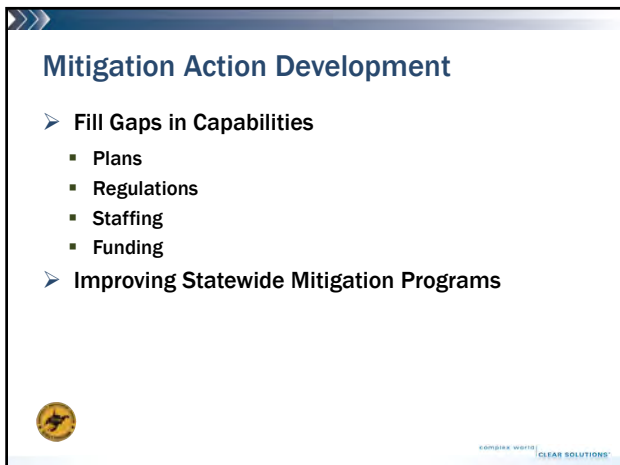 Mitigation Action Development
➢ Fill Gaps in Capabilities
▪ Plans
▪ Regulations
▪ Staffing
▪ Funding
➢ Improving Statewide Mitigation Programs
complex world CLEAR SOLUTIONS